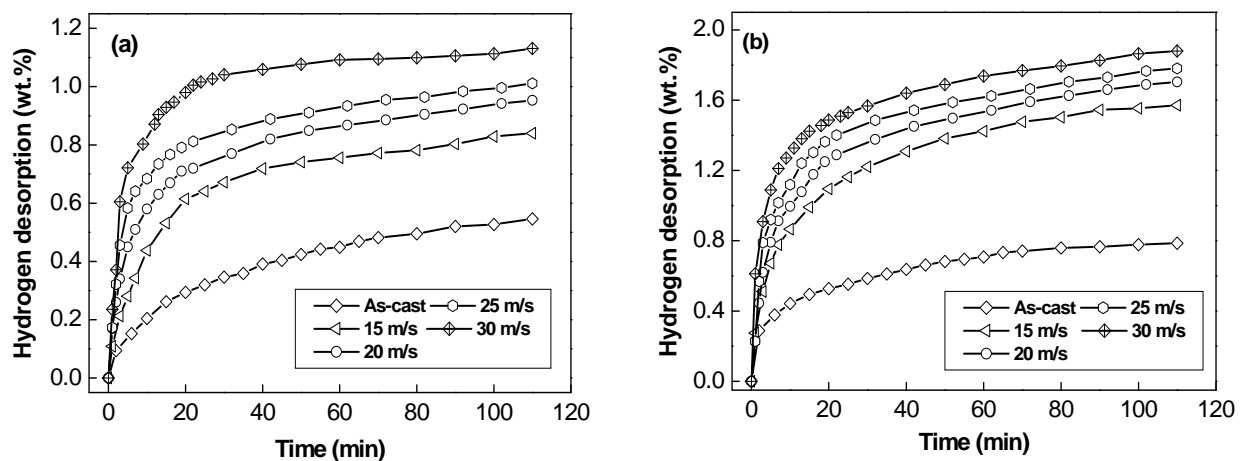 (a)
Hydrogen desorption (wt.%)
1.2
1.0
0.8
0.6
0.4
0.2
0.0
As-cast 25 m/s
15 m/s 30 m/s
20 m/s
0 20 40 60 80 100 120
Time (min)
(b)
Hydrogen desorption (wt.%)
2.0
1.6
1.2
0.8
0.4
0.0
As-cast 25 m/s
15 m/s 30 m/s
20 m/s
0 20 40 60 80 100 120
Time (min)